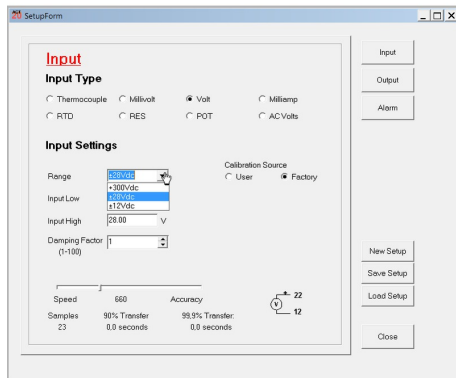 SetupForm
Input
Input Type
Thermocouple Millivolt Volt Milliamp
RTD RES POT AC Volts
Input Settings
Calibration Source
Range ±28Vdc User Factory
+300Vdc
±28Vdc
±12Vdc
Input Low
Input High 28.00 V
Damping Factor 1
(1-100)
Speed 660 Accuracy
Samples 90% Transfer 99,9% Transfer:
23 0,0 seconds 0,0 seconds
+ 22
V
- 12
Input
Output
Alarm
New Setup
Save Setup
Load Setup
Close